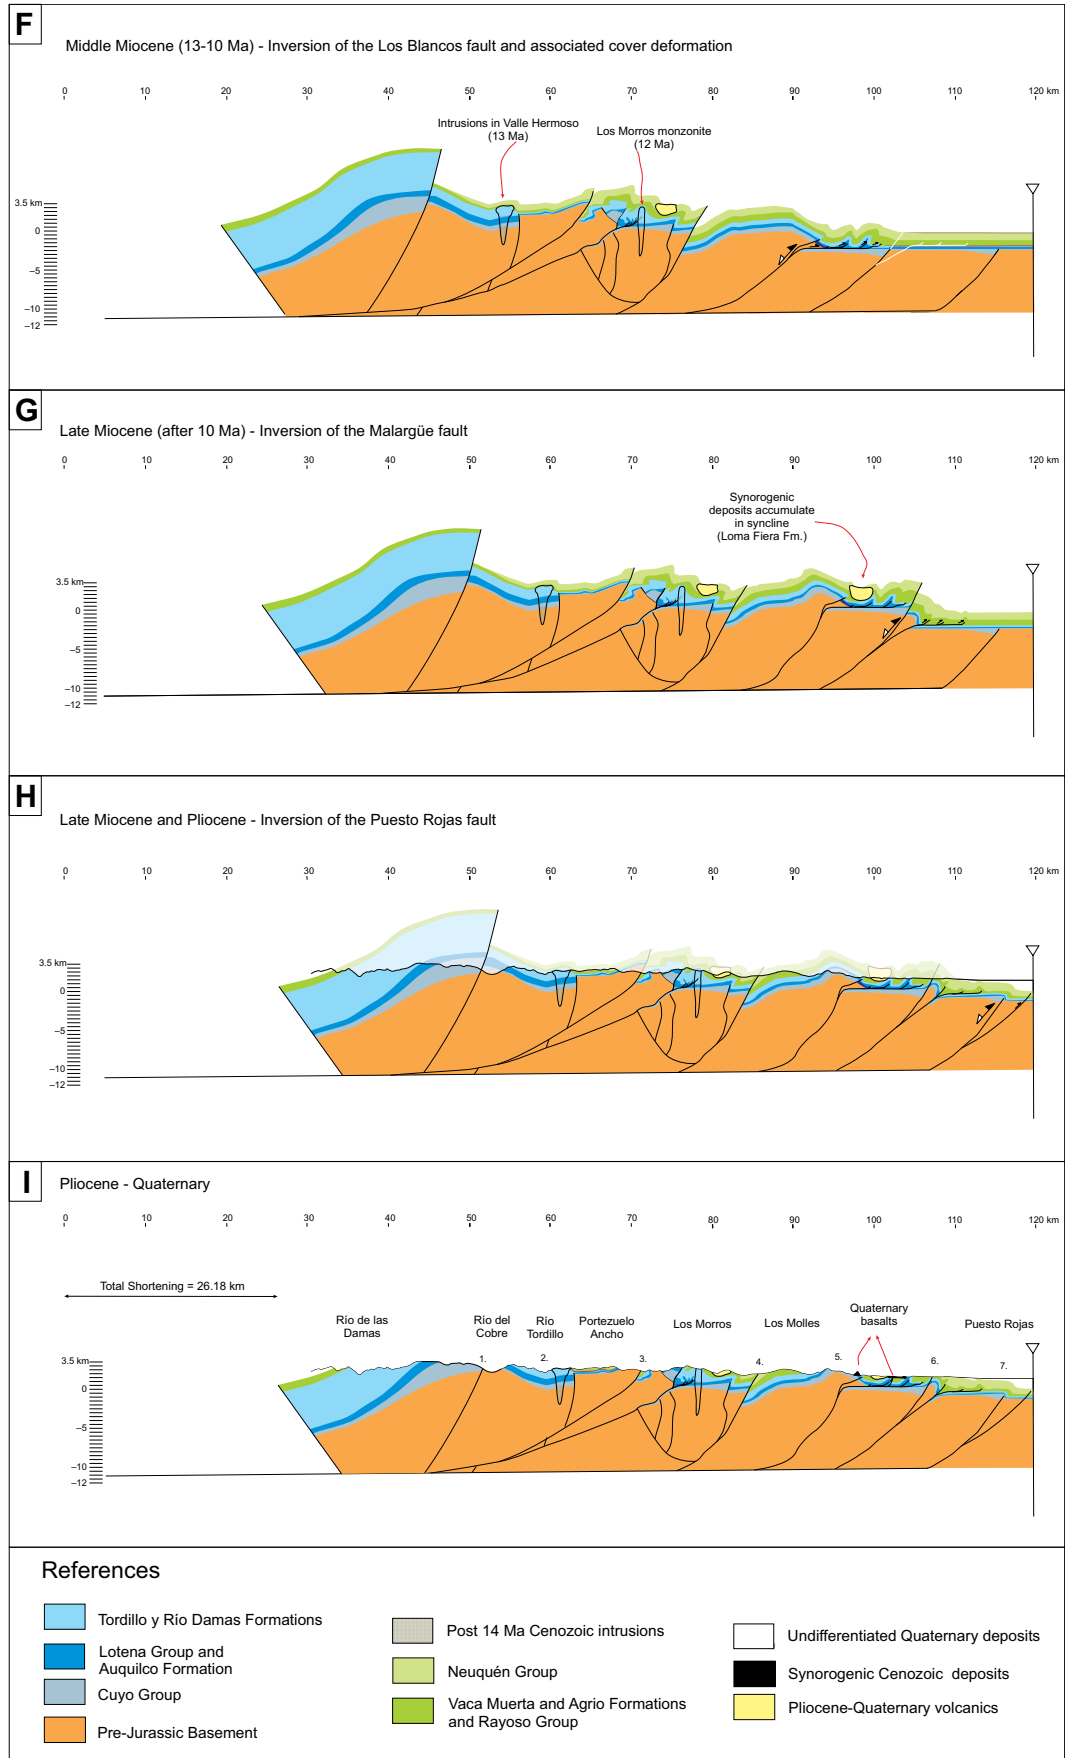 F
Middle Miocene (13-10 Ma) - Inversion of the Los Blancos fault and associated cover deformation
0 10 20 30 40 50 60 70 80 90 100 110 120 km
Intrusions in Valle Hermoso
(13 Ma)
Los Morros monzonite
(12 Ma)
3.5 km
0
–5
–10
–12
G
Late Miocene (after 10 Ma) - Inversion of the Malargüe fault
0 10 20 30 40 50 60 70 80 90 100 110 120 km
Synorogenic
deposits accumulate
in syncline
(Loma Fiera Fm.)
3.5 km
0
–5
–10
–12
H
Late Miocene and Pliocene - Inversion of the Puesto Rojas fault
0 10 20 30 40 50 60 70 80 90 100 110 120 km
3.5 km
0
–5
–10
–12
I
Pliocene - Quaternary
0 10 20 30 40 50 60 70 80 90 100 110 120 km
Total Shortening = 26.18 km
Río de las
Damas
Río del
Cobre
Río
Tordillo
Portezuelo
Ancho
Los Morros
Los Molles
Quaternary
basalts
Puesto Rojas
1. 2. 3. 4. 5. 6. 7.
3.5 km
0
–5
–10
–12
References
Tordillo y Río Damas Formations
Lotena Group and
Auquilco Formation
Cuyo Group
Pre-Jurassic Basement
Post 14 Ma Cenozoic intrusions
Neuquén Group
Vaca Muerta and Agrio Formations
and Rayoso Group
Undifferentiated Quaternary deposits
Synorogenic Cenozoic deposits
Pliocene-Quaternary volcanics